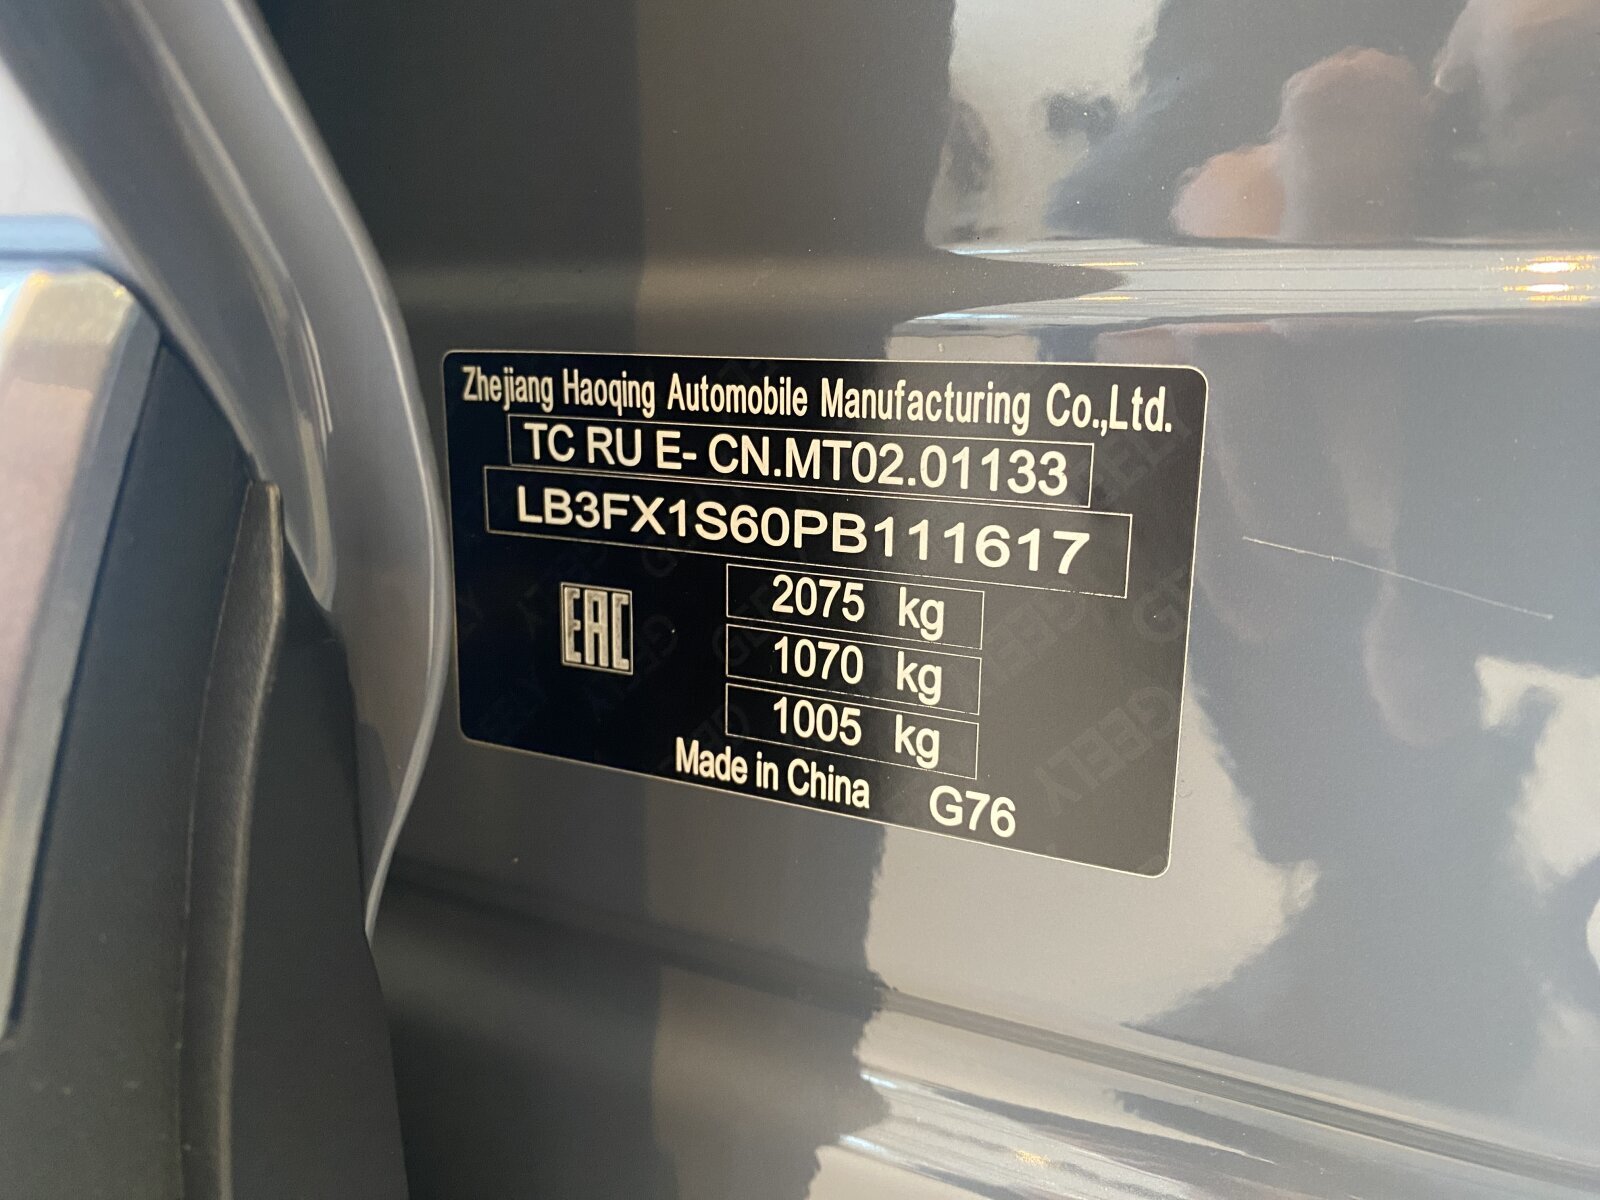 Zhejiang Haoqing Automobile Manufacturing Co.,Ltd.
TC RU E- CN.MT02.01133
LB3FX1S60PB111617
EAC
2075 kg
1070 kg
1005 kg
Made in China G76